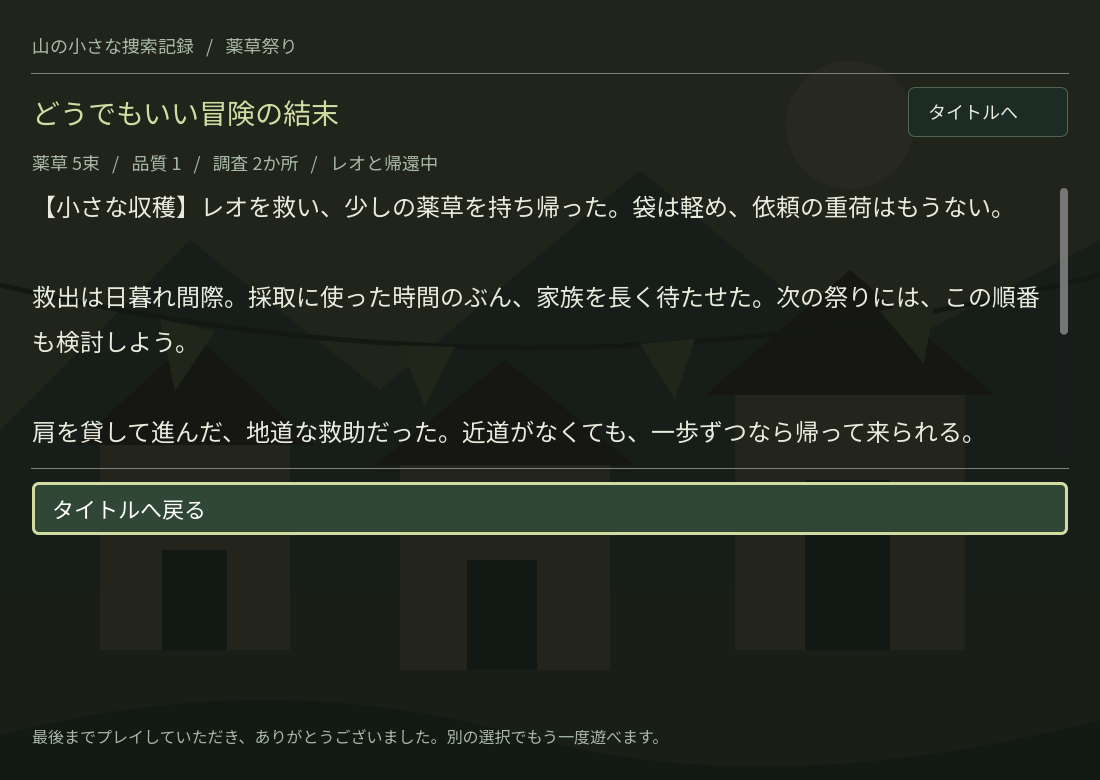 山の小さな捜索記録 / 薬草祭り
どうでもいい冒険の結末
タイトルへ
薬草 5束 / 品質 1 / 調査 2か所 / レオと帰還中
【小さな収穫】レオを救い、少しの薬草を持ち帰った。袋は軽め、依頼の重荷はもうない。
救出は日暮れ間際。採取に使った時間のぶん、家族を長く待たせた。次の祭りには、この順番
も検討しよう。
肩を貸して進んだ、地道な救助だった。近道がなくても、一歩ずつなら帰って来られる。
タイトルへ戻る
最後までプレイしていただき、ありがとうございました。別の選択でもう一度遊べます。